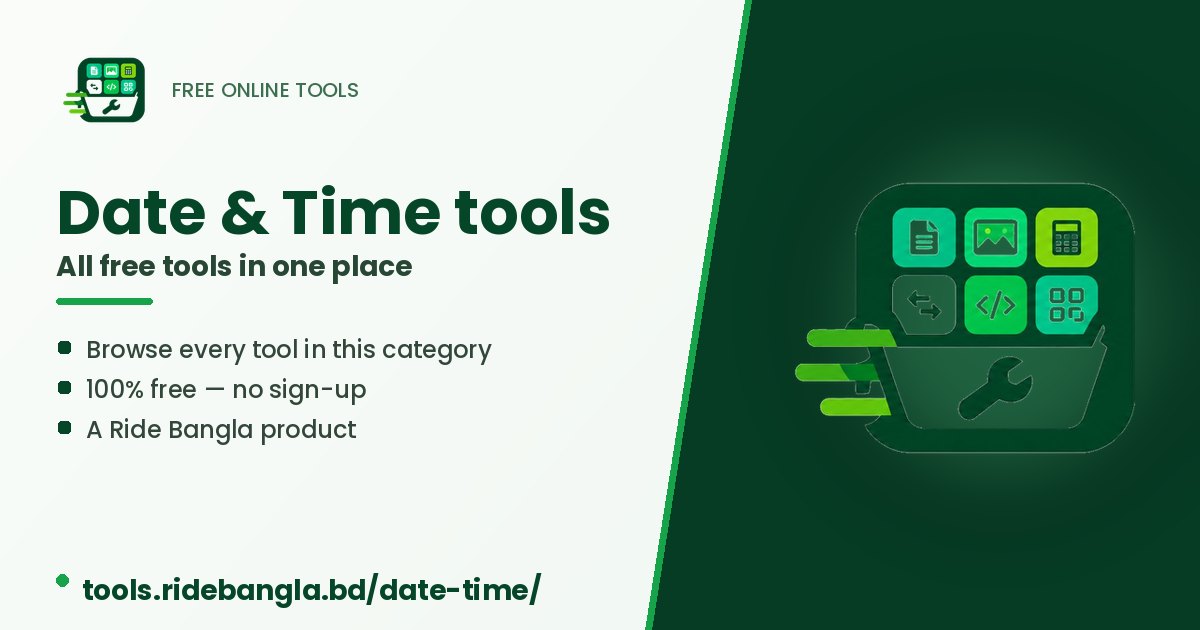 FREE ONLINE TOOLS
Date & Time tools
All free tools in one place
Browse every tool in this category
100% free — no sign-up
A Ride Bangla product
tools.ridebangla.bd/date-time/